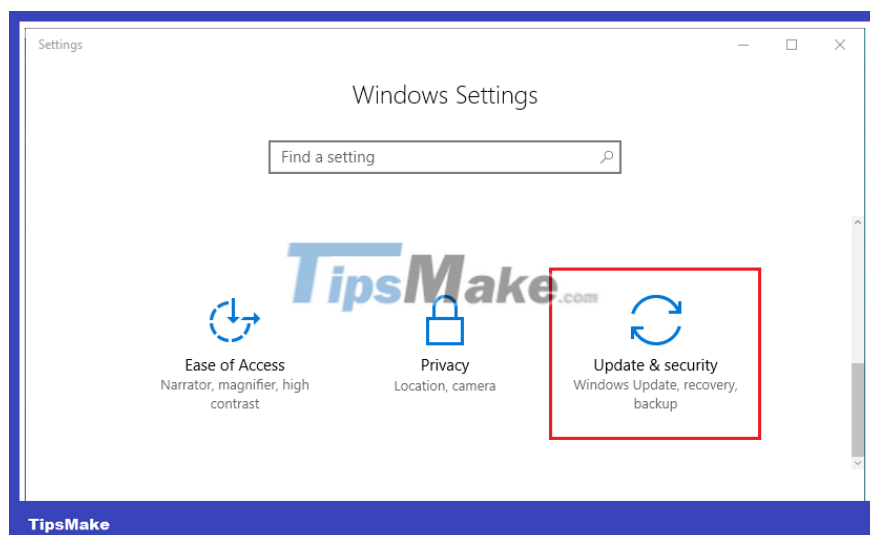 Settings
Windows Settings
Find a setting
TipsMake.com
Ease of Access
Narrator, magnifier, high
contrast
Privacy
Location, camera
Update & security
Windows Update, recovery,
backup
TipsMake